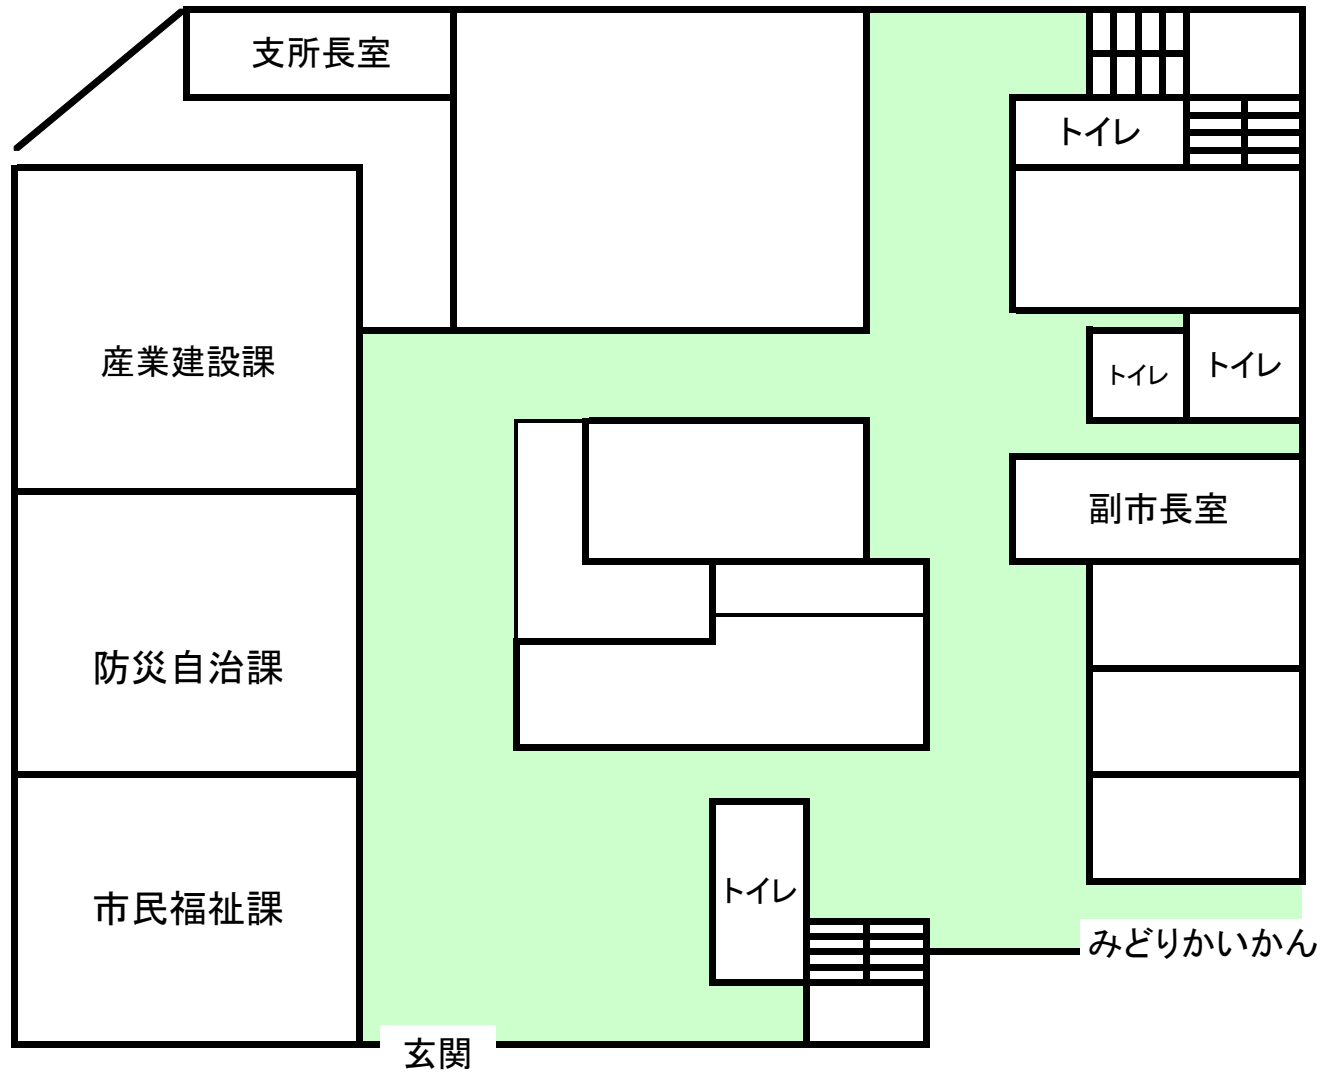 支所長室
トイレ
産業建設課
トイレ
トイレ
副市長室
防災自治課
トイレ
市民福祉課
みどりかいかん
玄関